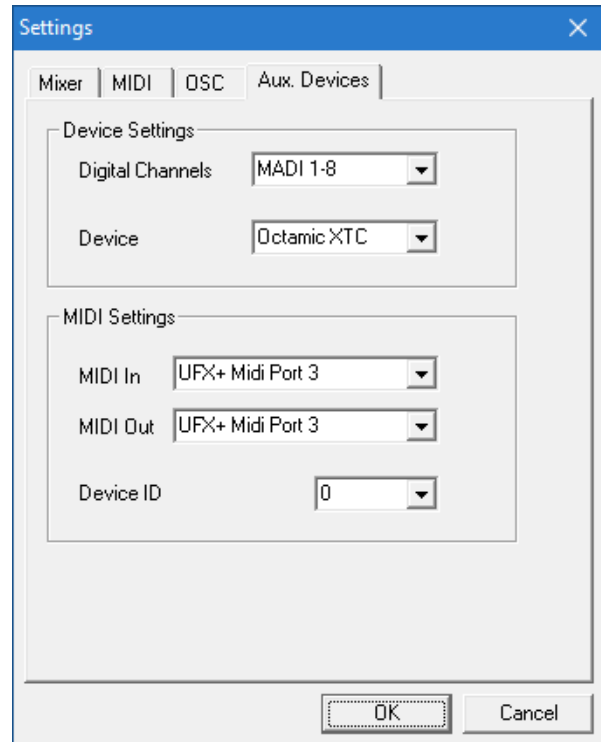 Settings
Mixer MIDI OSC Aux. Devices
Device Settings
Digital Channels MADI 1-8
Device Octamic XTC
MIDI Settings
MIDI In UFX+ Midi Port 3
MIDI Out UFX+ Midi Port 3
Device ID 0
OK Cancel